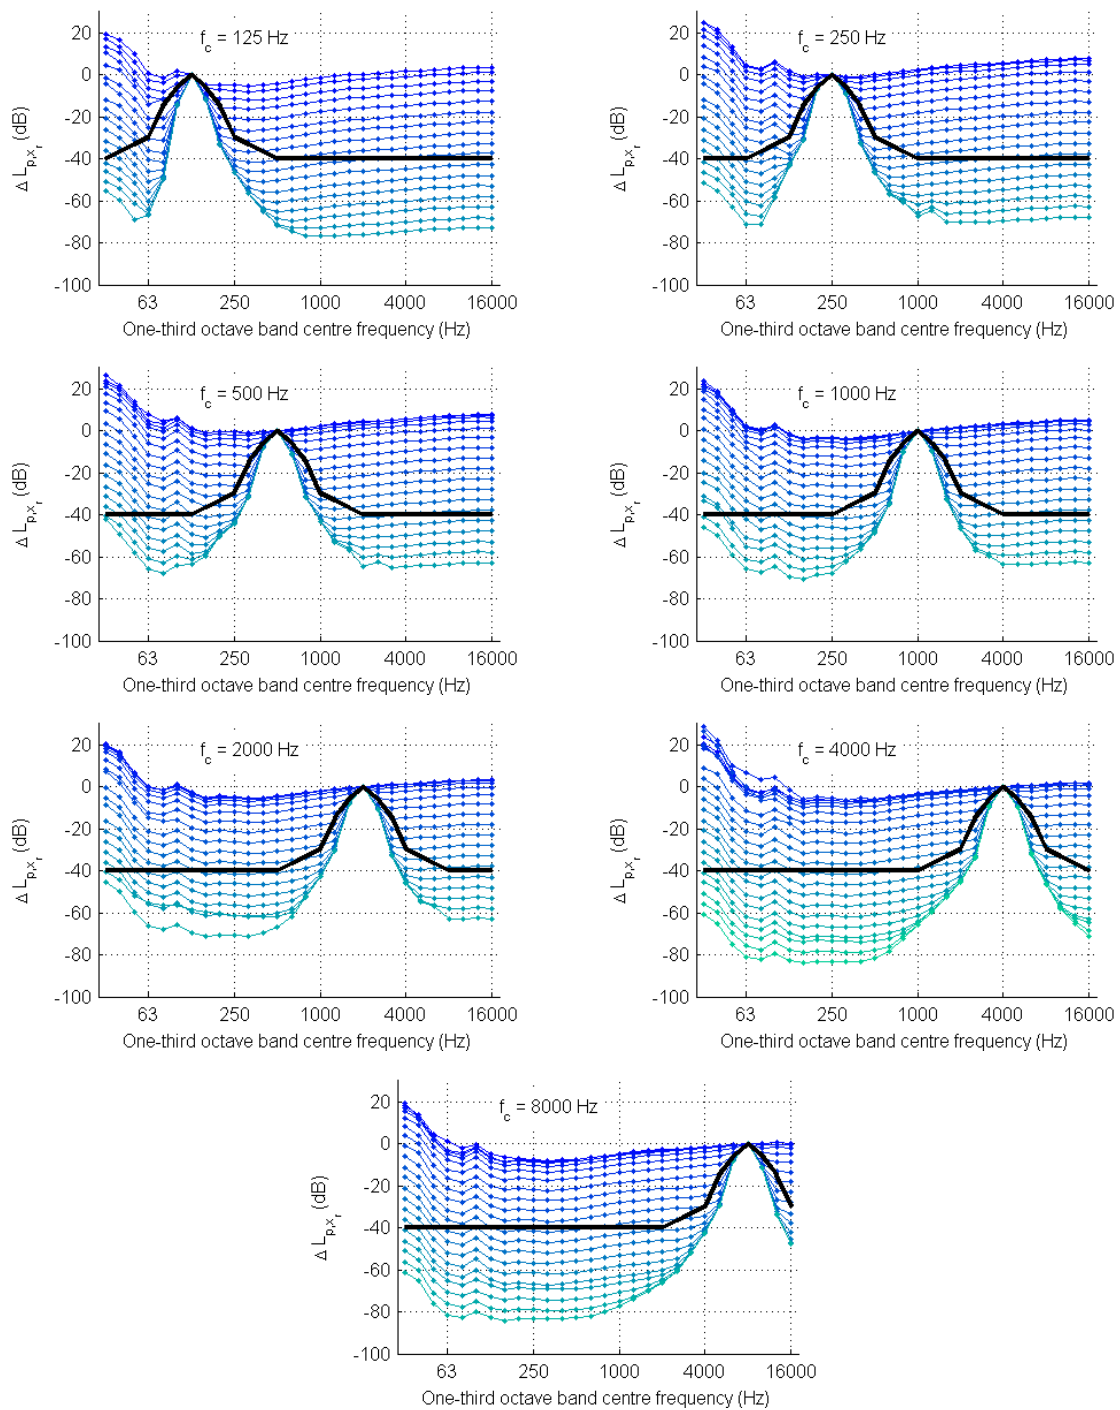 f_c = 125 Hz
20
0
-20
-40
-60
-80
-100
Δ L_{p,x_r} (dB)
63 250 1000 4000 16000
One-third octave band centre frequency (Hz)
f_c = 250 Hz
20
0
-20
-40
-60
-80
-100
Δ L_{p,x_r} (dB)
63 250 1000 4000 16000
One-third octave band centre frequency (Hz)
f_c = 500 Hz
20
0
-20
-40
-60
-80
-100
Δ L_{p,x_r} (dB)
63 250 1000 4000 16000
One-third octave band centre frequency (Hz)
f_c = 1000 Hz
20
0
-20
-40
-60
-80
-100
Δ L_{p,x_r} (dB)
63 250 1000 4000 16000
One-third octave band centre frequency (Hz)
f_c = 2000 Hz
20
0
-20
-40
-60
-80
-100
Δ L_{p,x_r} (dB)
63 250 1000 4000 16000
One-third octave band centre frequency (Hz)
f_c = 4000 Hz
20
0
-20
-40
-60
-80
-100
Δ L_{p,x_r} (dB)
63 250 1000 4000 16000
One-third octave band centre frequency (Hz)
f_c = 8000 Hz
20
0
-20
-40
-60
-80
-100
Δ L_{p,x_r} (dB)
63 250 1000 4000 16000
One-third octave band centre frequency (Hz)